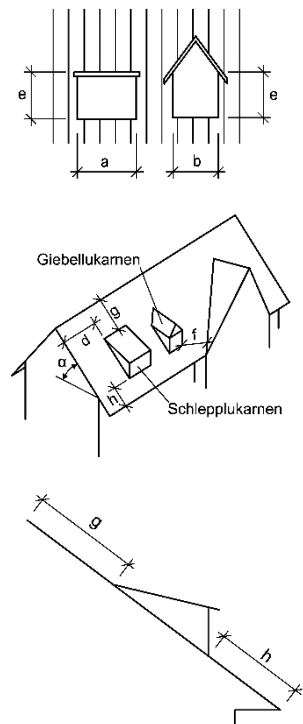 e
e
a
b
Giebellukarnen
g
d
f
α
h
Schlepplukarnen
g
h